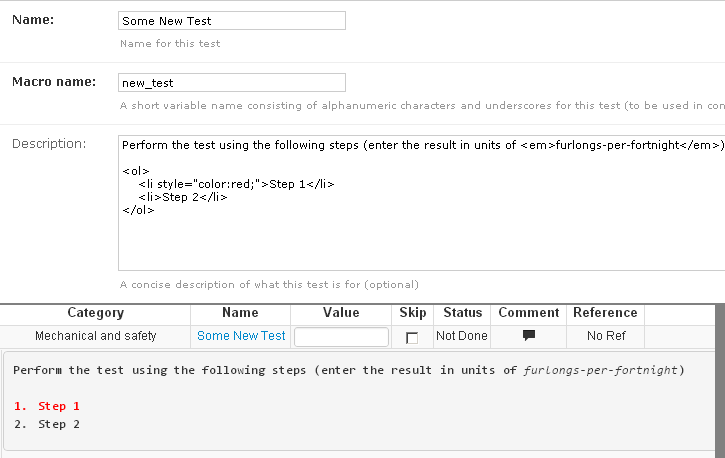 Name: Some New Test
Name for this test
Macro name: new_test
A short variable name consisting of alphanumeric characters and underscores for this test (to be used in con
Description: Perform the test using the following steps (enter the result in units of <em>furlongs-per-fortnight</em>)
<ol>
<li style="color:red;">Step 1</li>
<li>Step 2</li>
</ol>
A concise description of what this test is for (optional)
Category Name Value Skip Status Comment Reference
Mechanical and safety Some New Test Not Done No Ref
Perform the test using the following steps (enter the result in units of furlongs-per-fortnight)
1. Step 1
2. Step 2